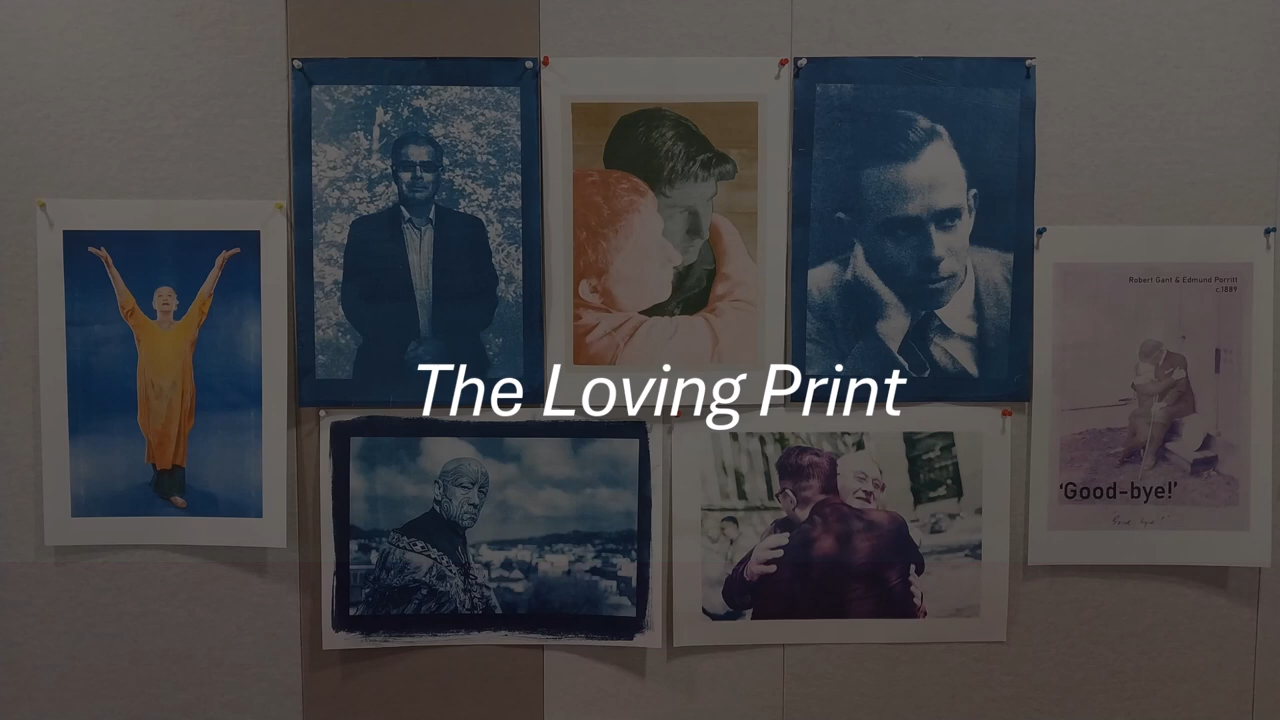 The Loving Print
Robert Gant & Edmund Porritt
c.1889
‘Good-bye!’